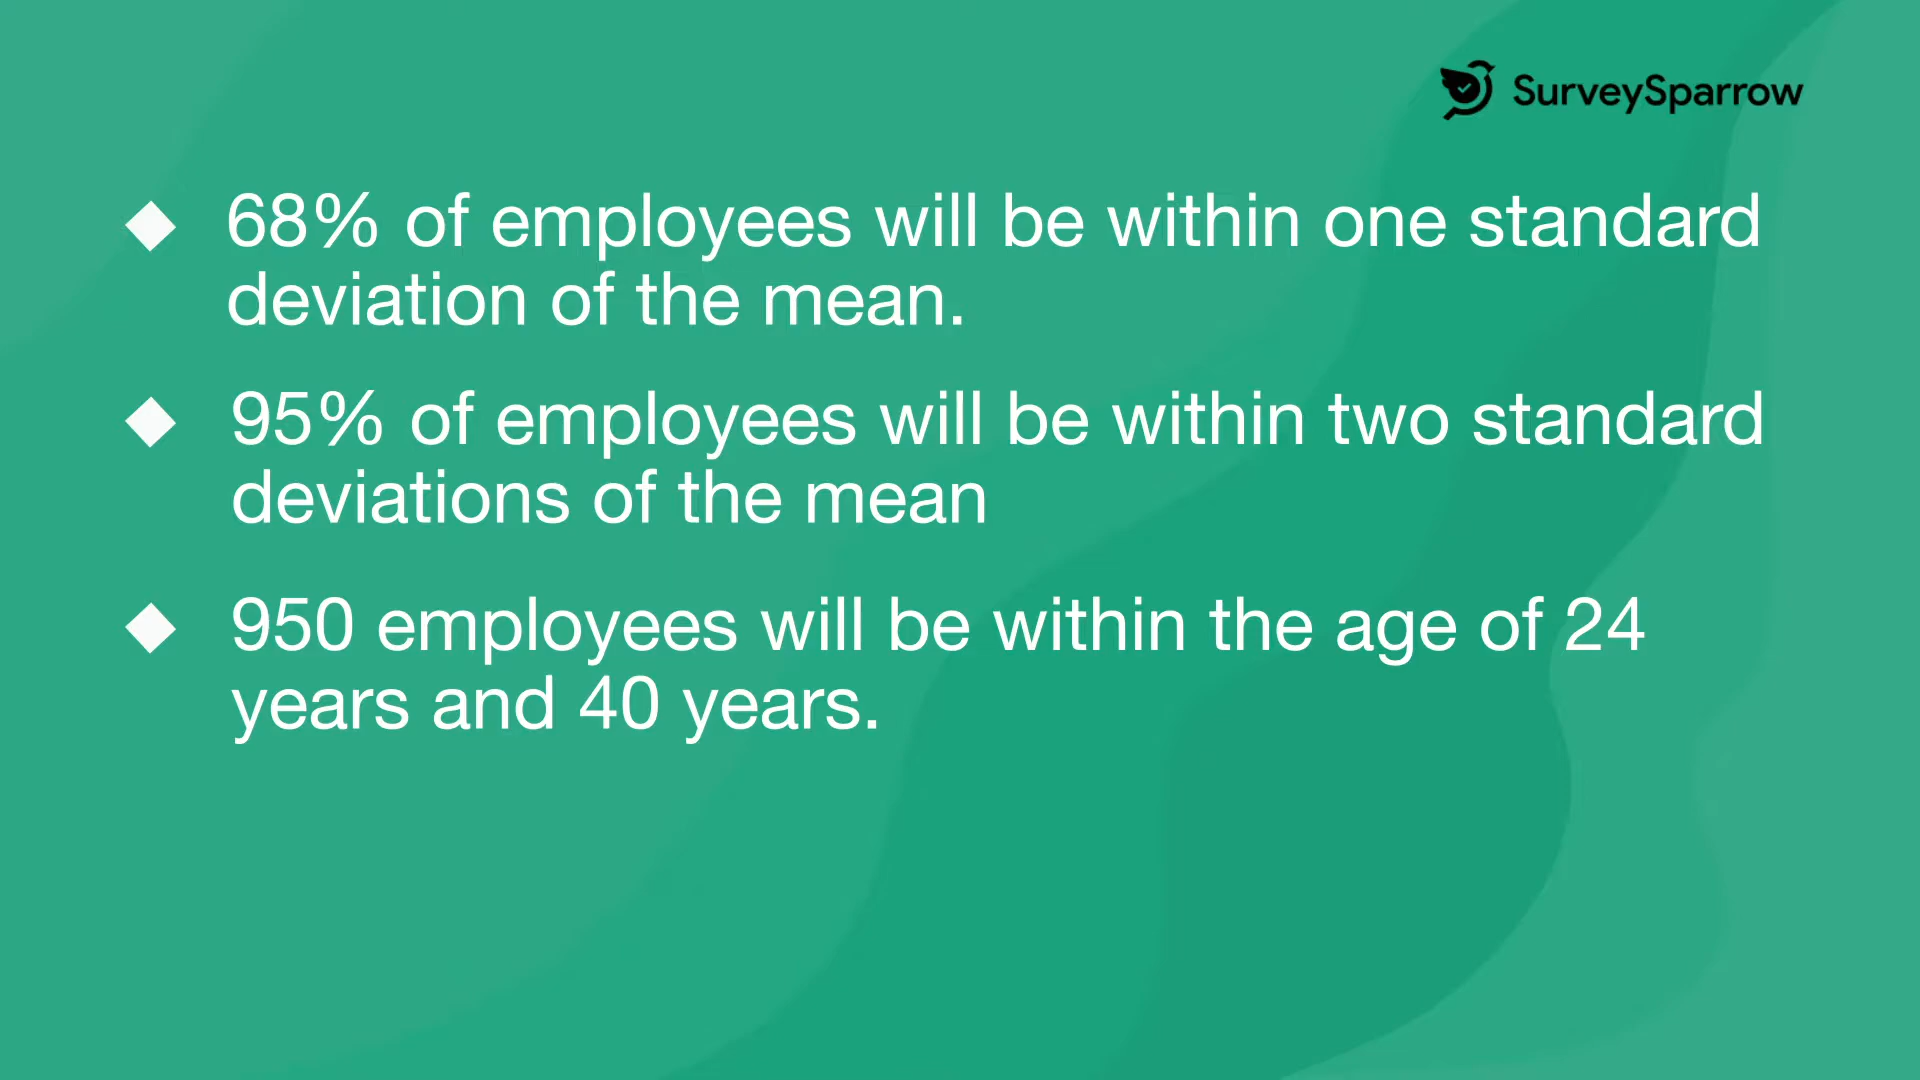 SurveySparrow
68% of employees will be within one standard
deviation of the mean.
95% of employees will be within two standard
deviations of the mean
950 employees will be within the age of 24
years and 40 years.